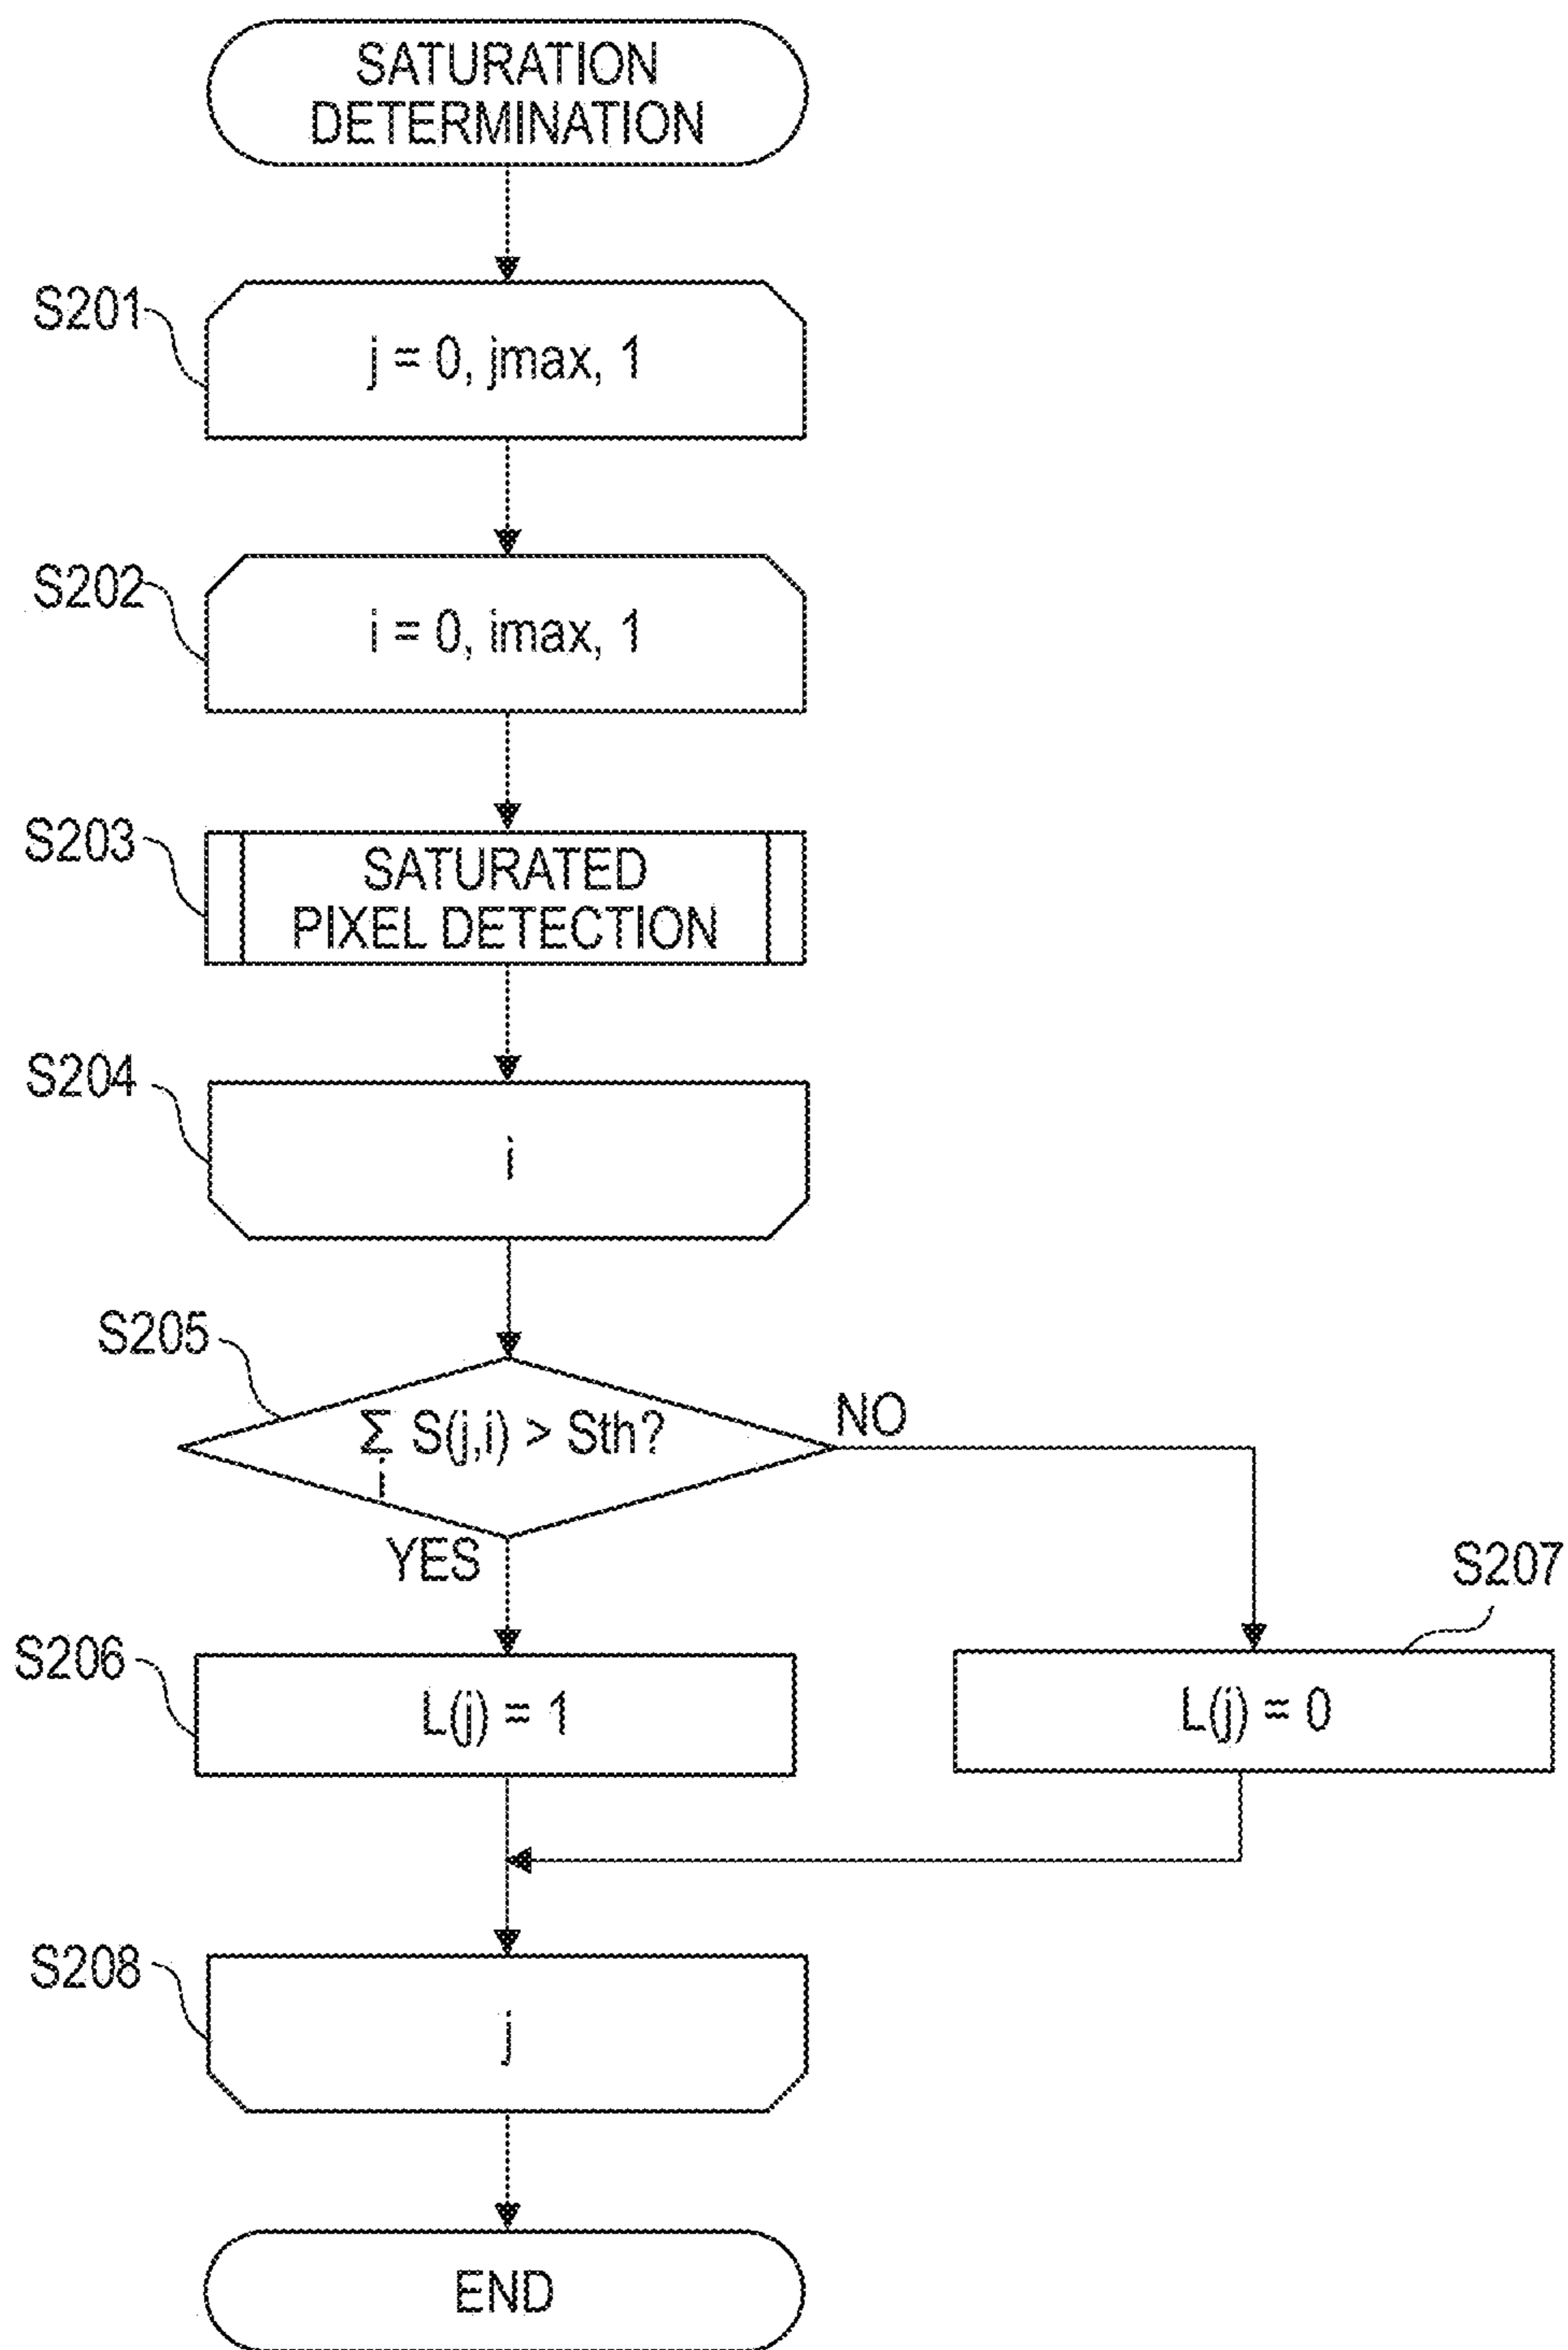 SATURATION
DETERMINATION
S201
j = 0, jmax, 1
S202
i = 0, imax, 1
S203
SATURATED
PIXEL DETECTION
S204
i
S205
Σ S(j,i) > Sth?
i
NO
YES
S206
L(j) = 1
S207
L(j) = 0
S208
j
END